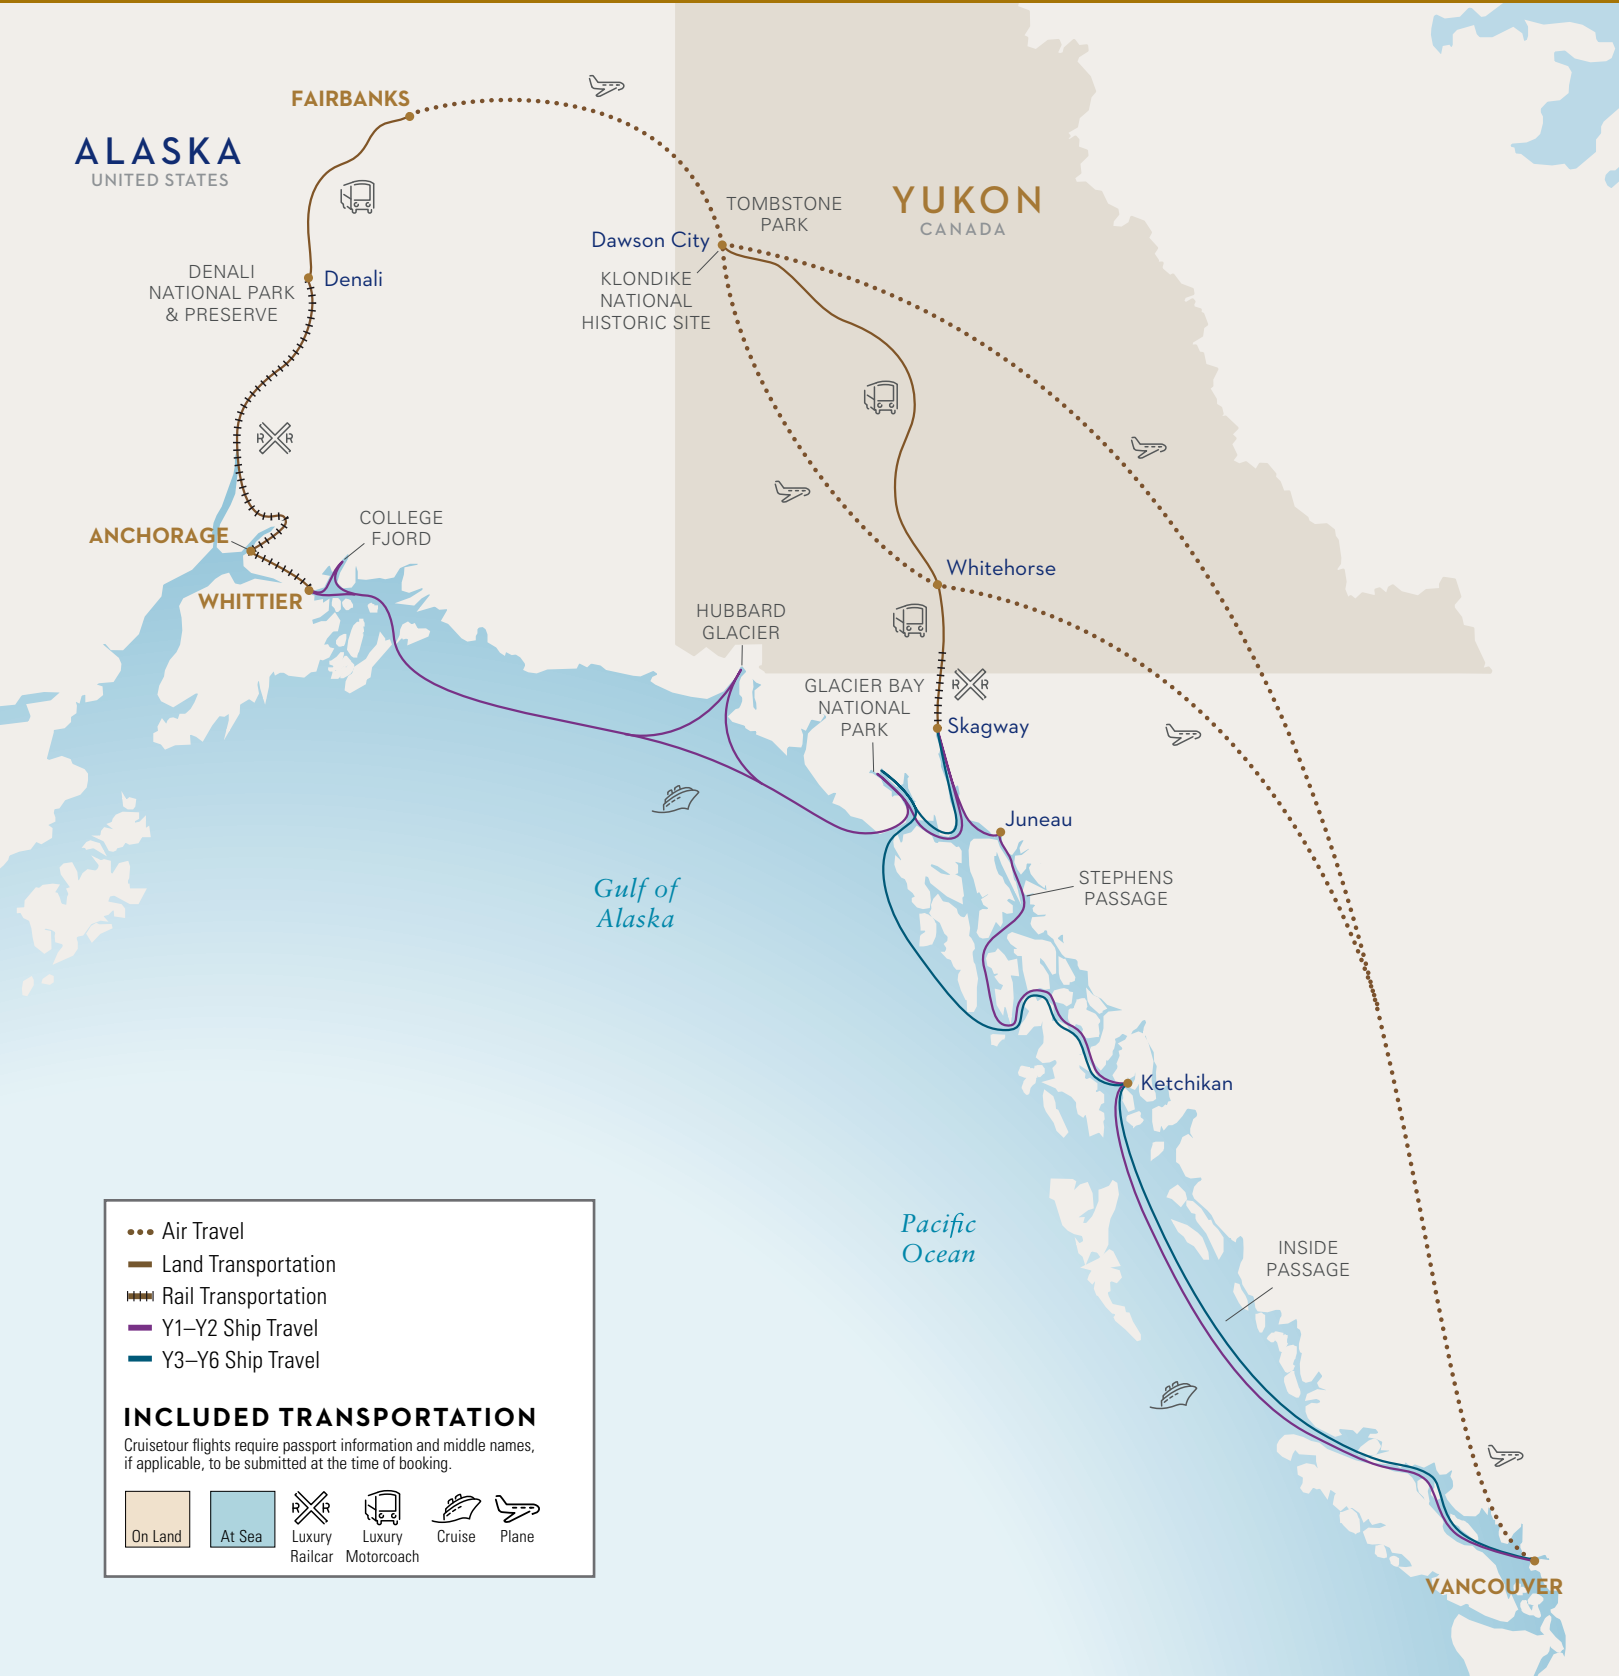 FAIRBANKS
ALASKA
UNITED STATES
TOMBSTONE
PARK
YUKON
CANADA
Dawson City
KLONDIKE
NATIONAL
HISTORIC SITE
DENALI
NATIONAL PARK
& PRESERVE
Denali
R R
ANCHORAGE
COLLEGE
FJORD
WHITTIER
Whitehorse
HUBBARD
GLACIER
R R
GLACIER BAY
NATIONAL
PARK
Skagway
Juneau
STEPHENS
PASSAGE
Gulf of
Alaska
Ketchikan
Pacific
Ocean
INSIDE
PASSAGE
VANCOUVER
Air Travel
Land Transportation
Rail Transportation
Y1–Y2 Ship Travel
Y3–Y6 Ship Travel
INCLUDED TRANSPORTATION
Cruisetour flights require passport information and middle names,
if applicable, to be submitted at the time of booking.
On Land
At Sea
R R
Luxury
Railcar
Luxury
Motorcoach
Cruise
Plane